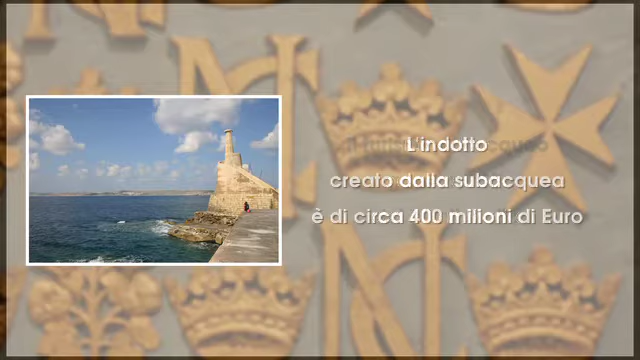 L'indotto
creato dalla subacquea
è di circa 400 milioni di Euro